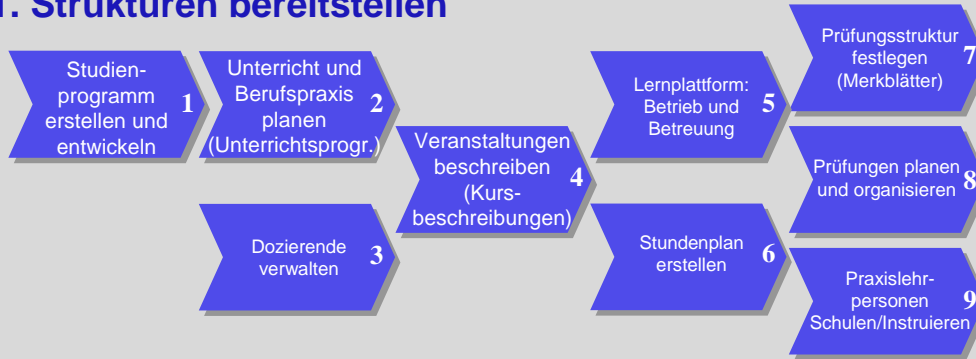 1. Strukturen bereitstellen
Studien-
programm
erstellen und
entwickeln
1
Unterricht und
Berufspraxis
planen
(Unterrichtsprogr.)
2
Dozierende
verwalten
3
Veranstaltungen
beschreiben
(Kurs-
beschreibungen)
4
Lernplattform:
Betrieb und
Betreuung
5
Stundenplan
erstellen
6
Prüfungsstruktur
festlegen
(Merkblätter)
7
Prüfungen planen
und organisieren
8
Praxislehr-
personen
Schulen/Instruieren
9